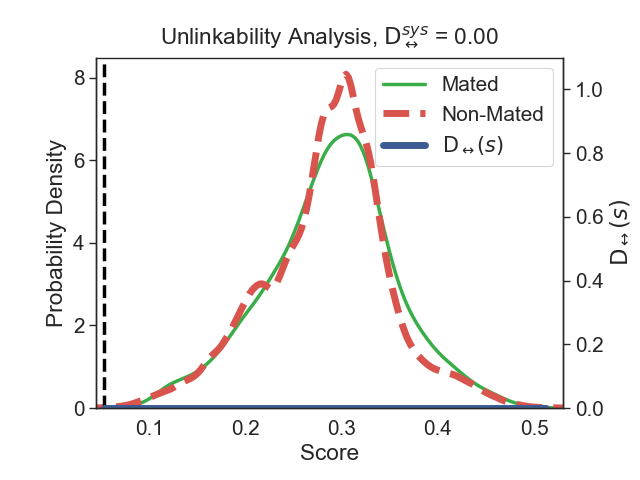 Unlinkability Analysis, D↔^sys = 0.00
8
6
4
2
0
Probability Density
Mated
Non-Mated
D↔(s)
1.0
0.8
0.6
0.4
0.2
0.0
D↔(s)
0.1 0.2 0.3 0.4 0.5
Score